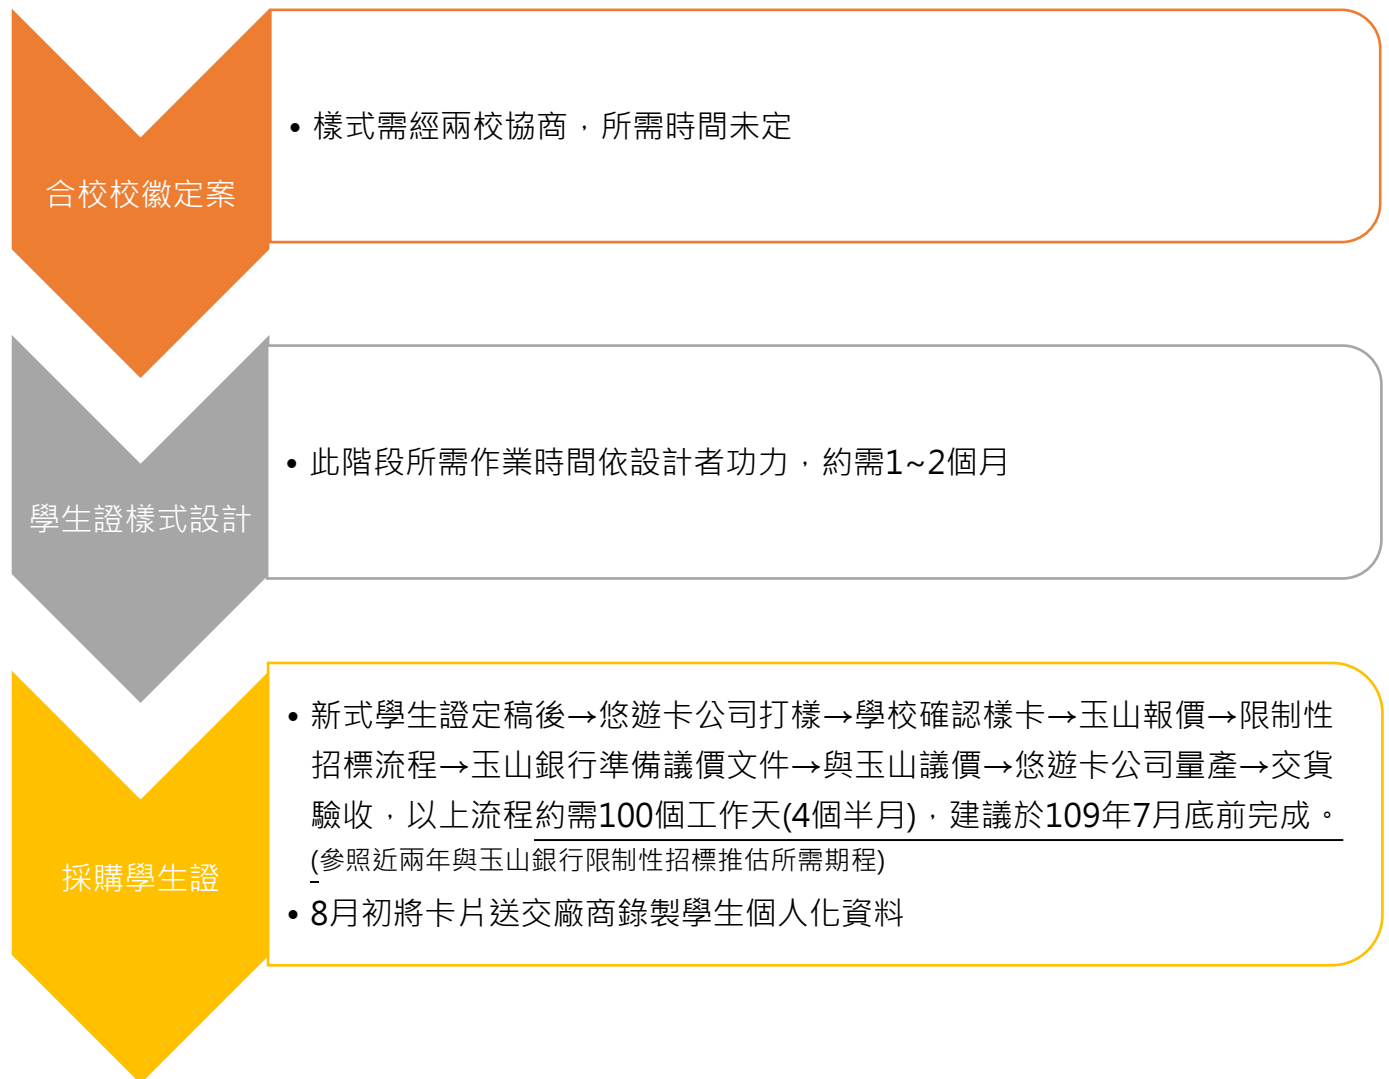 合校校徽定案
• 樣式需經兩校協商，所需時間未定
學生證樣式設計
• 此階段所需作業時間依設計者功力，約需1~2個月
採購學生證
• 新式學生證定稿後→悠遊卡公司打樣→學校確認樣卡→玉山報價→限制性
招標流程→玉山銀行準備議價文件→與玉山議價→悠遊卡公司量產→交貨
驗收，以上流程約需100個工作天(4個半月)，建議於109年7月底前完成。
(參照近兩年與玉山銀行限制性招標推估所需期程)
• 8月初將卡片送交廠商錄製學生個人化資料